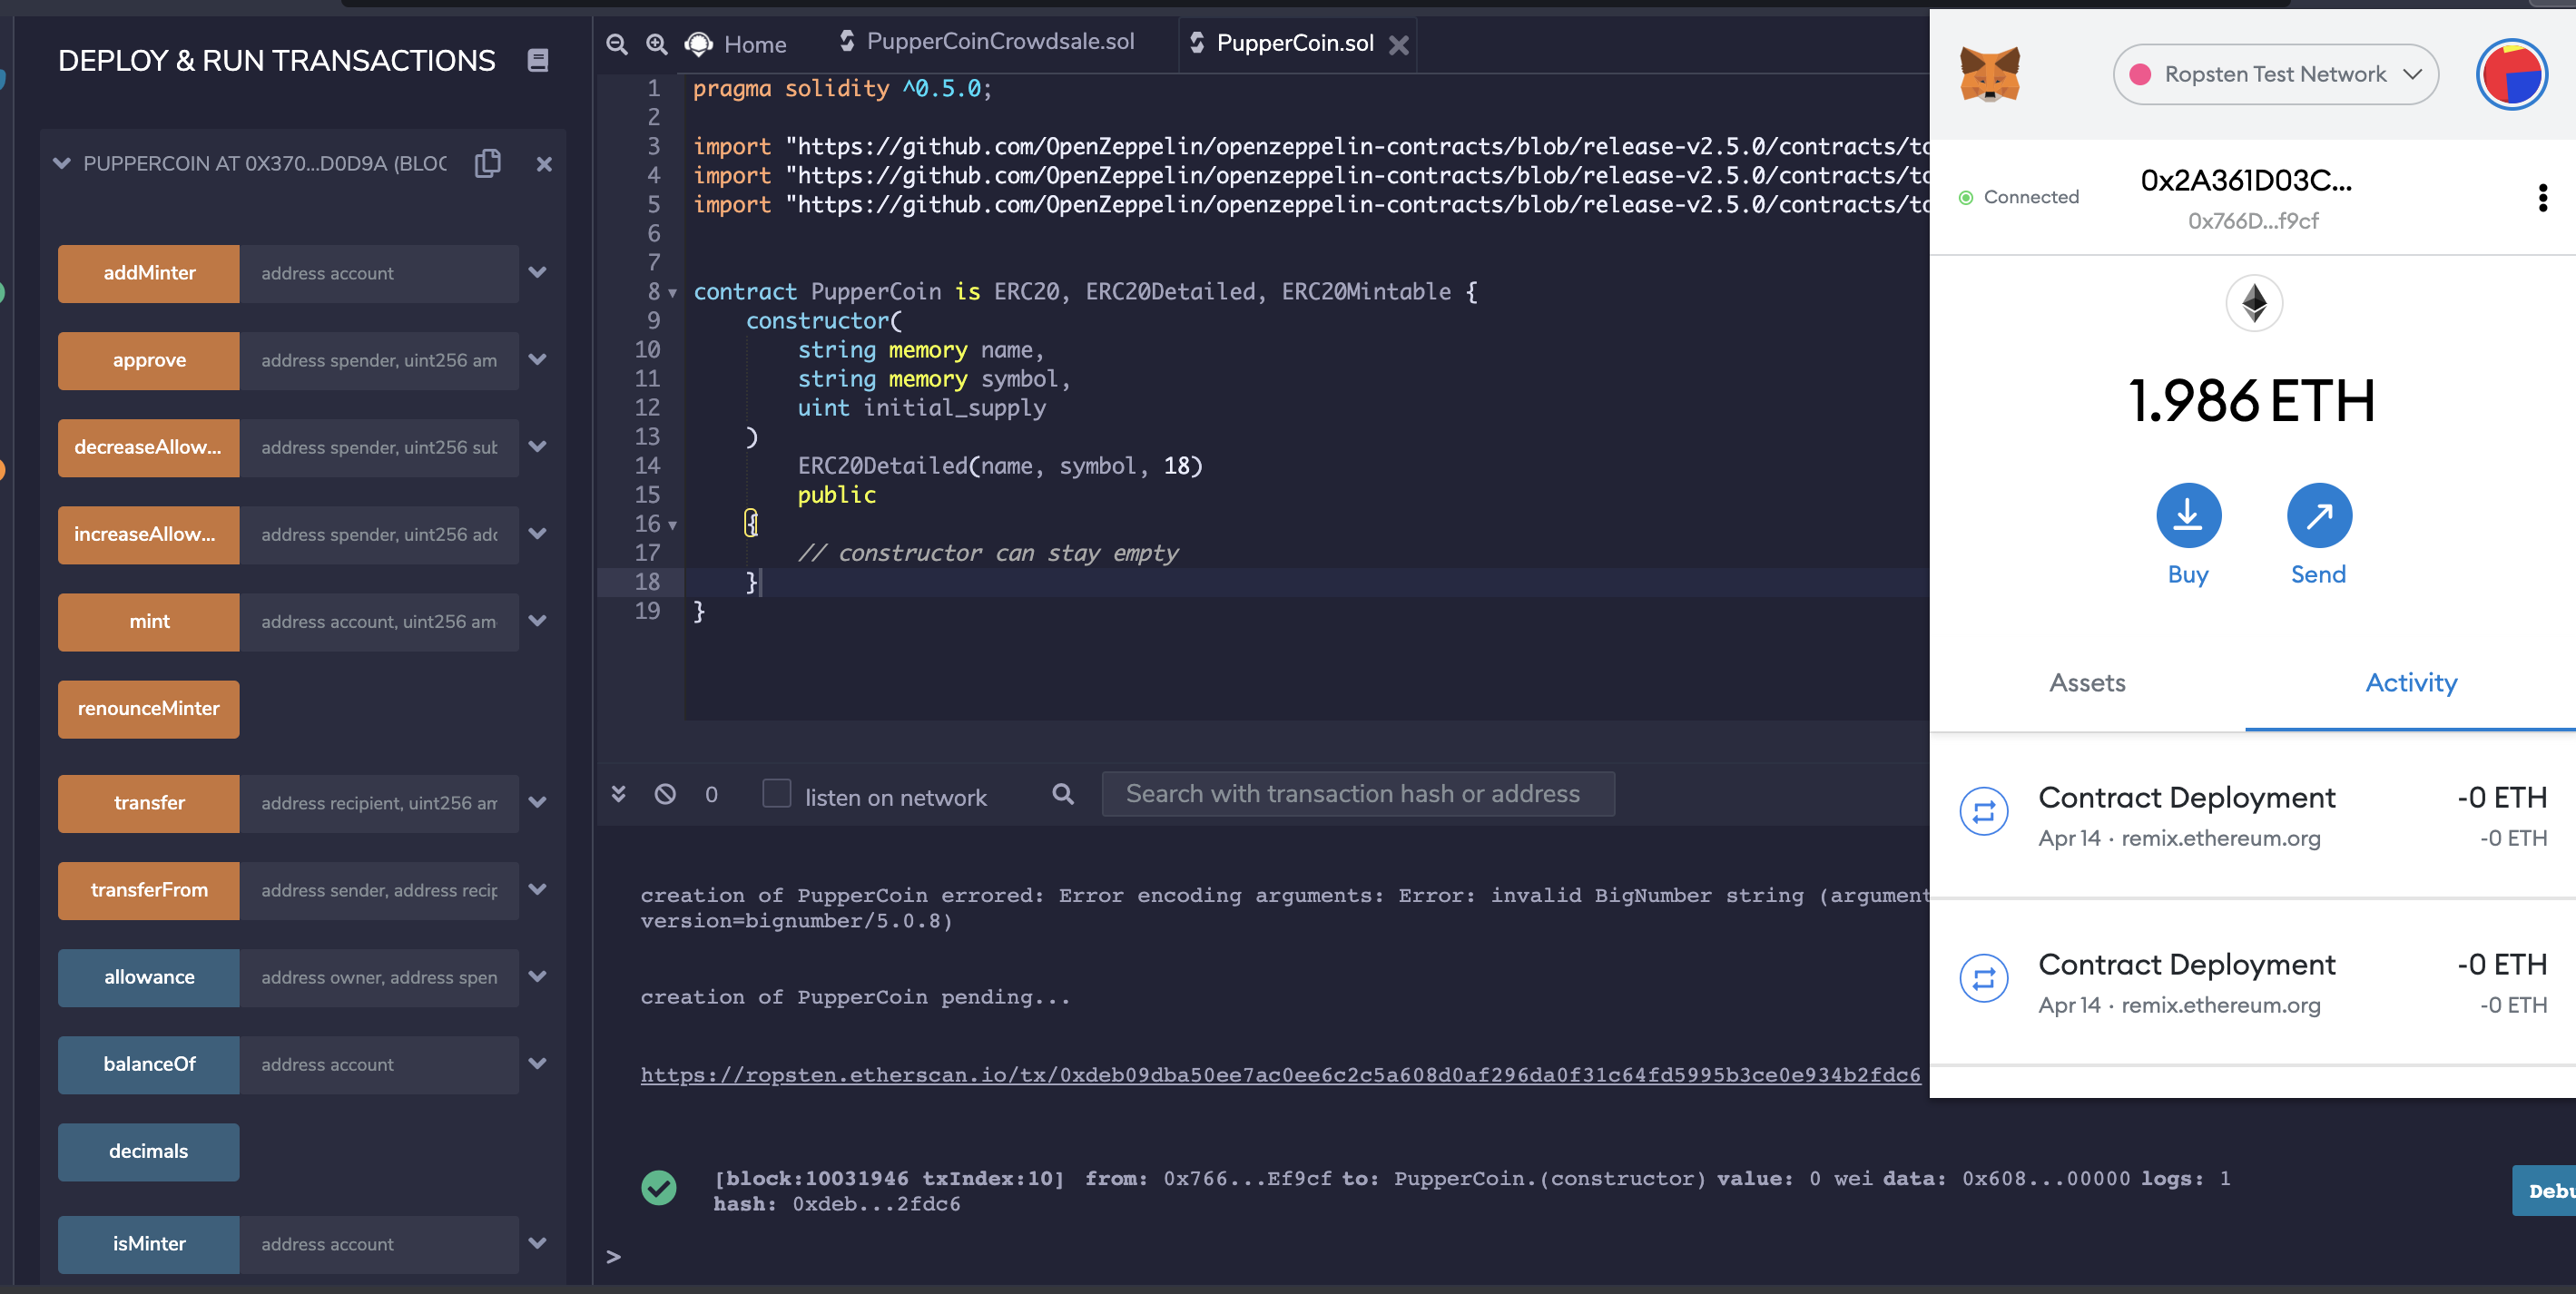 DEPLOY & RUN TRANSACTIONS
PUPPERCOIN AT 0X370...D0D9A (BLOC
addMinter address account
approve address spender, uint256 am
decreaseAllow... address spender, uint256 sub
increaseAllow... address spender, uint256 adc
mint address account, uint256 am
renounceMinter
transfer address recipient, uint256 am
transferFrom address sender, address recip
allowance address owner, address spen
balanceOf address account
decimals
isMinter address account
Home PupperCoinCrowdsale.sol PupperCoin.sol
1 pragma solidity ^0.5.0;
2
3 import "https://github.com/OpenZeppelin/openzeppelin-contracts/blob/release-v2.5.0/contracts/to
4 import "https://github.com/OpenZeppelin/openzeppelin-contracts/blob/release-v2.5.0/contracts/to
5 import "https://github.com/OpenZeppelin/openzeppelin-contracts/blob/release-v2.5.0/contracts/to
6
7
8 contract PupperCoin is ERC20, ERC20Detailed, ERC20Mintable {
9 constructor(
10 string memory name,
11 string memory symbol,
12 uint initial_supply
13 )
14 ERC20Detailed(name, symbol, 18)
15 public
16 {
17 // constructor can stay empty
18 }
19 }
0 listen on network Search with transaction hash or address
creation of PupperCoin errored: Error encoding arguments: Error: invalid BigNumber string (argument
version=bignumber/5.0.8)
creation of PupperCoin pending...
https://ropsten.etherscan.io/tx/0xdeb09dba50ee7ac0ee6c2c5a608d0af296da0f31c64fd5995b3ce0e934b2fdc6
[block:10031946 txIndex:10] from: 0x766...Ef9cf to: PupperCoin.(constructor) value: 0 wei data: 0x608...00000 logs: 1
hash: 0xdeb...2fdc6
Debu
>
Ropsten Test Network
Connected
0x2A361D03C...
0x766D...f9cf
1.986 ETH
Buy Send
Assets Activity
Contract Deployment -0 ETH
Apr 14 · remix.ethereum.org -0 ETH
Contract Deployment -0 ETH
Apr 14 · remix.ethereum.org -0 ETH